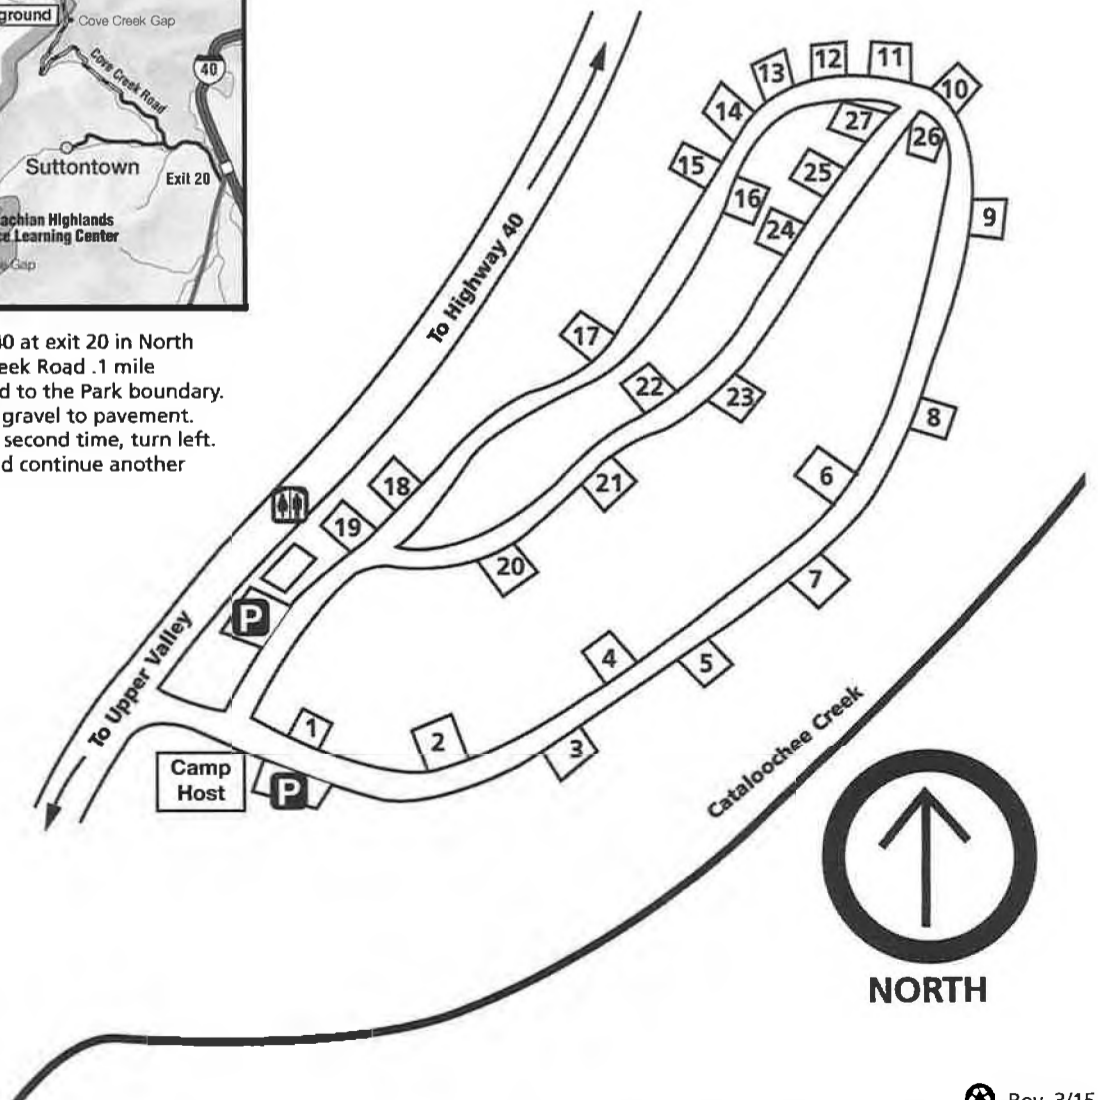 ground
Cove Creek Gap
Cove Creek Road
40
Suttontown
Exit 20
achian Highlands
ce Learning Center
Gap
40 at exit 20 in North
eek Road .1 mile
d to the Park boundary.
gravel to pavement.
second time, turn left.
d continue another
To Highway 40
To Upper Valley
P
Camp
Host
P
1
2
3
4
5
6
7
8
9
10
11
12
13
14
15
16
17
18
19
20
21
22
23
24
25
26
27
Cataloochee Creek
NORTH
Rev. 3/15